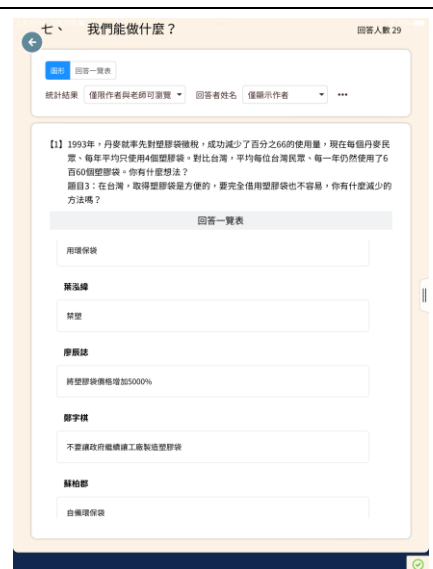 七、 我們能做什麼？
回答人數 29
圖形 回答一覽表
統計結果 僅限作者與老師可瀏覽 回答者姓名 僅顯示作者 •••
【1】1993年，丹麥就率先對塑膠袋徵稅，成功減少了百分之66的使用量，現在每個丹麥民
眾、每年平均只使用4個塑膠袋。對比台灣，平均每位台灣民眾、每一年仍然使用了6
百60個塑膠袋。你有什麼想法？
題目3：在台灣，取得塑膠袋是方便的，要完全借用塑膠袋也不容易，你有什麼減少的
方法嗎？
回答一覽表
用環保袋
葉泓緯
禁塑
廖辰誌
將塑膠袋價格增加5000%
鄭宇棋
不要讓政府繼續讓工廠製造塑膠袋
蘇柏郡
自備環保袋